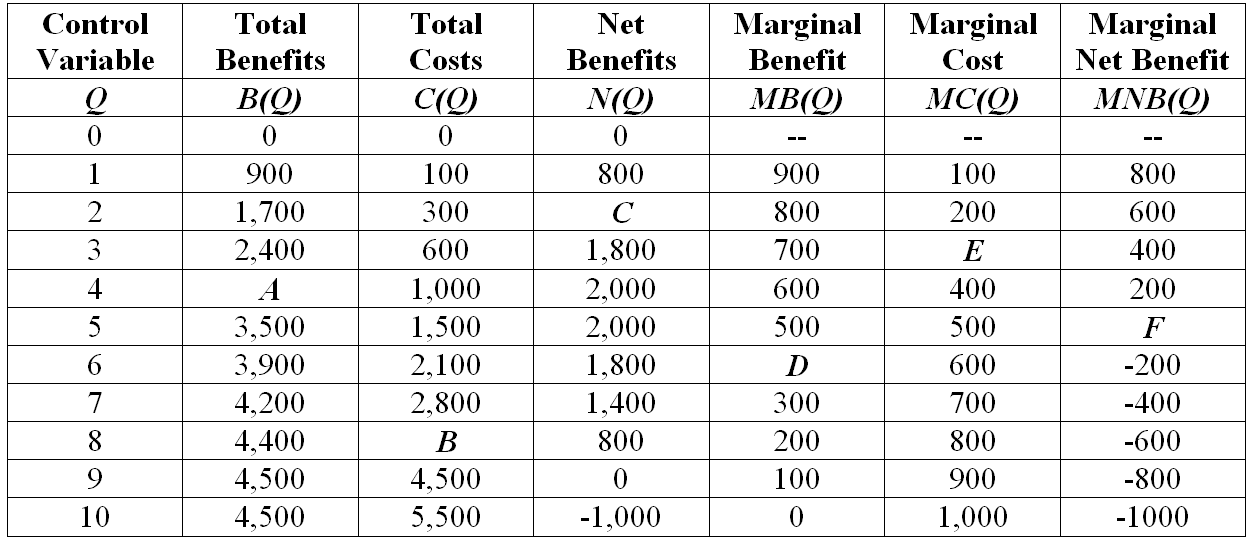 Control Variable Total Benefits Total Costs Net Benefits Marginal Benefit Marginal Cost Marginal Net Benefit
Q B(Q) C(Q) N(Q) MB(Q) MC(Q) MNB(Q)
0 0 0 0 -- -- --
1 900 100 800 900 100 800
2 1,700 300 C 800 200 600
3 2,400 600 1,800 700 E 400
4 A 1,000 2,000 600 400 200
5 3,500 1,500 2,000 500 500 F
6 3,900 2,100 1,800 D 600 -200
7 4,200 2,800 1,400 300 700 -400
8 4,400 B 800 200 800 -600
9 4,500 4,500 0 100 900 -800
10 4,500 5,500 -1,000 0 1,000 -1000